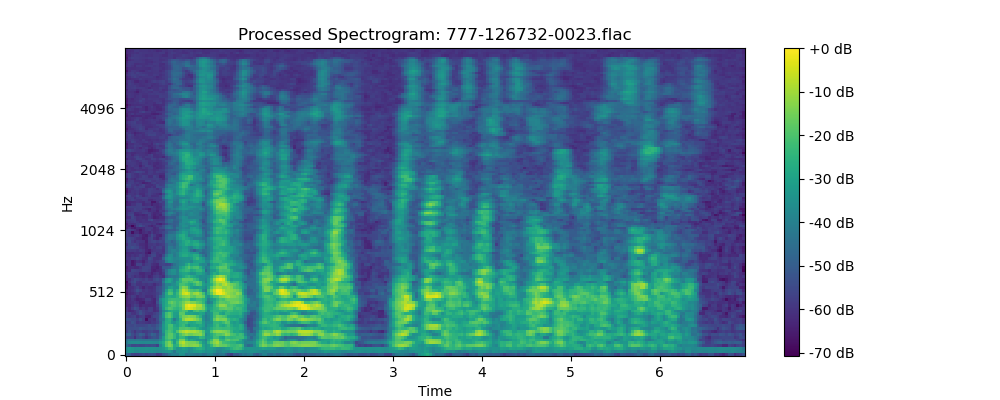 Processed Spectrogram: 777-126732-0023.flac
Hz
4096
2048
1024
512
0
0 1 2 3 4 5 6
Time
+0 dB
-10 dB
-20 dB
-30 dB
-40 dB
-50 dB
-60 dB
-70 dB